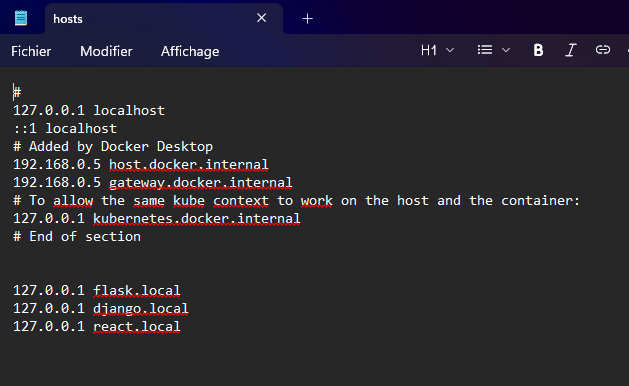 hosts
Fichier Modifier Affichage H1 B I
#
127.0.0.1 localhost
::1 localhost
# Added by Docker Desktop
192.168.0.5 host.docker.internal
192.168.0.5 gateway.docker.internal
# To allow the same kube context to work on the host and the container:
127.0.0.1 kubernetes.docker.internal
# End of section
127.0.0.1 flask.local
127.0.0.1 django.local
127.0.0.1 react.local